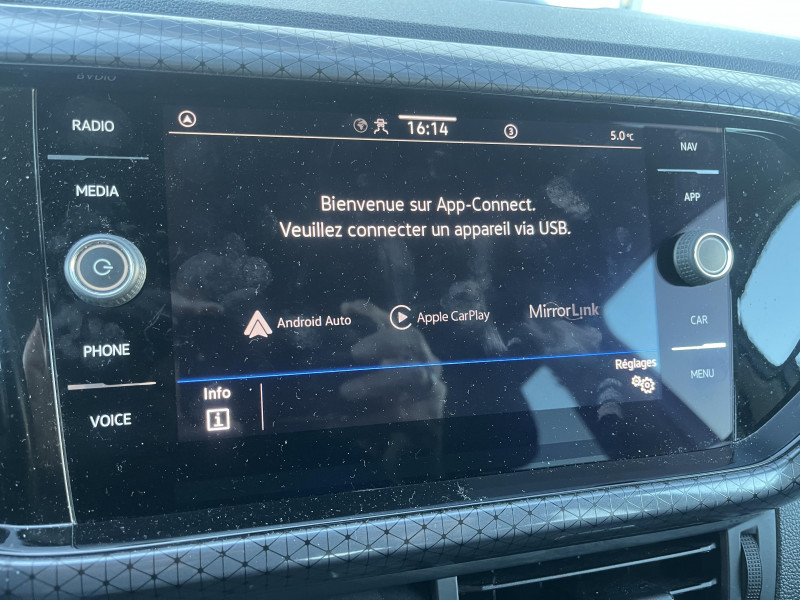 RADIO
MEDIA
PHONE
VOICE
16:14
3
5.0°C
Bienvenue sur App-Connect.
Veuillez connecter un appareil via USB.
Android Auto
Apple CarPlay
MirrorLink
Info
i
Réglages
NAV
APP
CAR
MENU